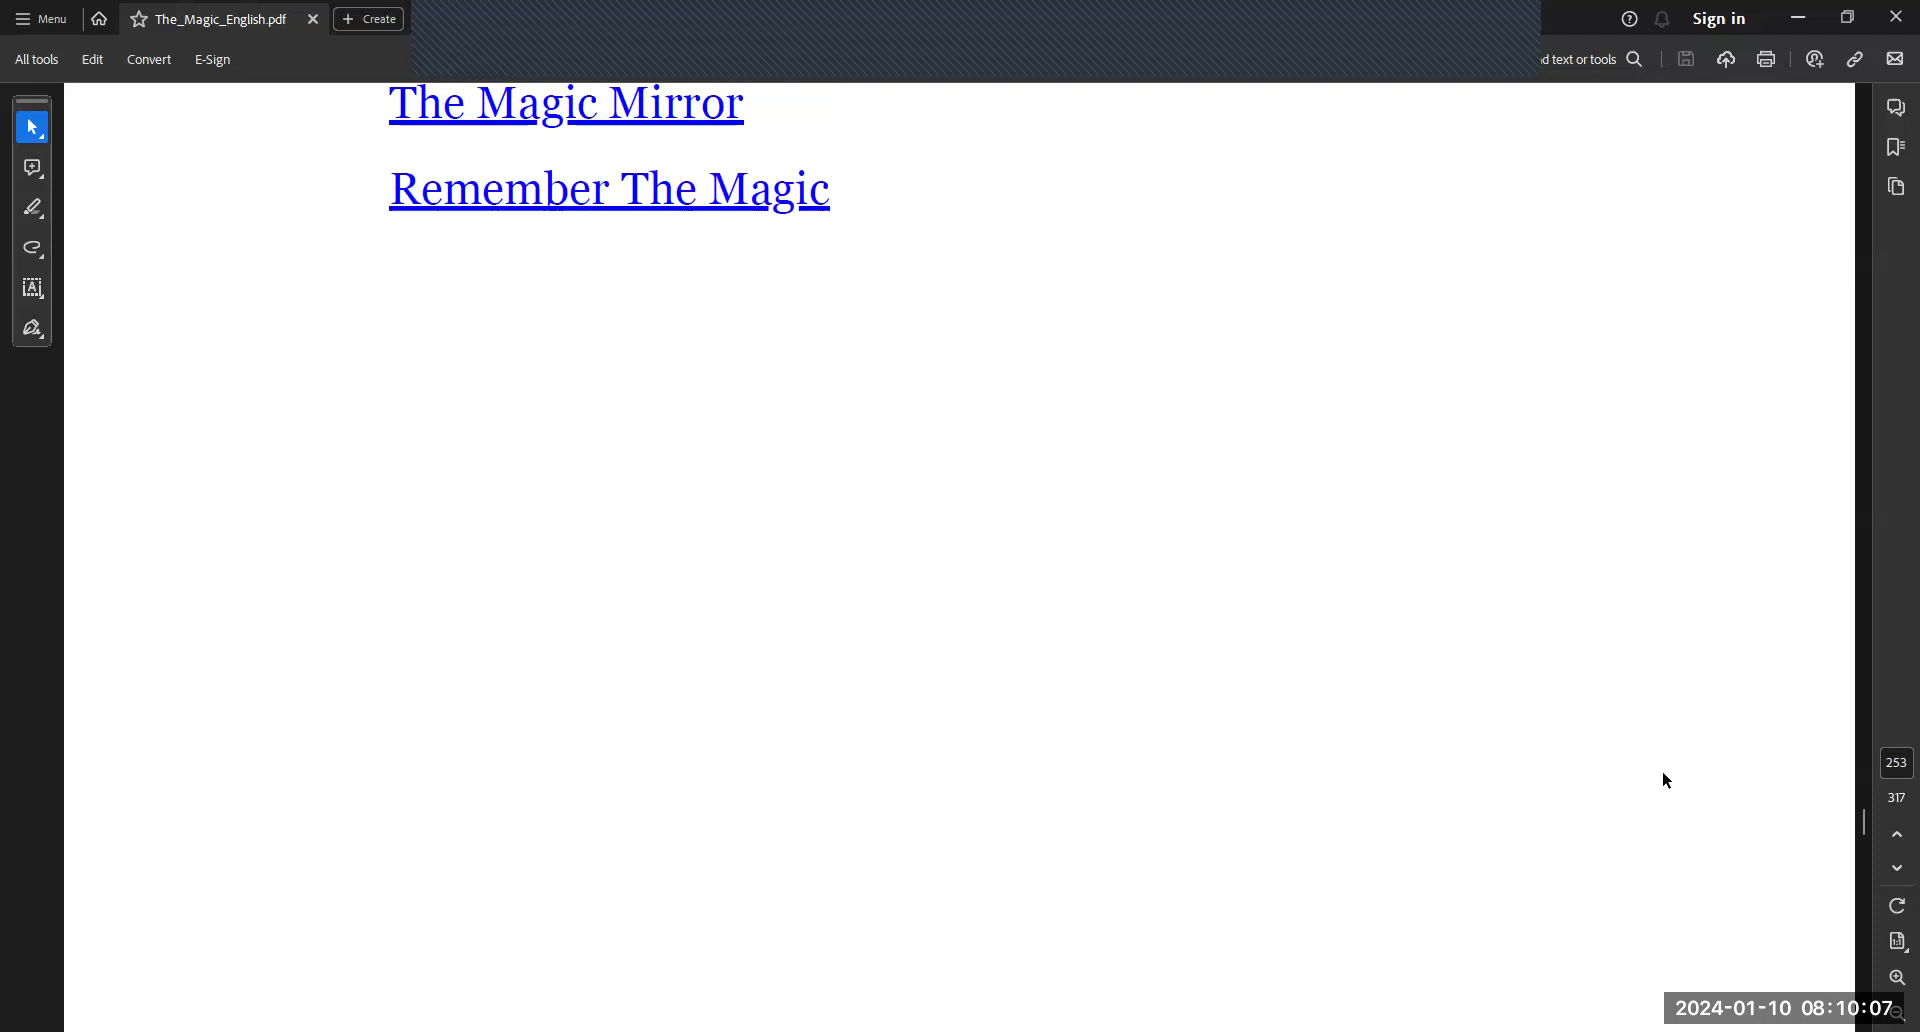 Menu
The_Magic_English.pdf
Create
Sign in
All tools
Edit
Convert
E-Sign
d text or tools
The Magic Mirror
Remember The Magic
253
317
2024-01-10 08:10:07